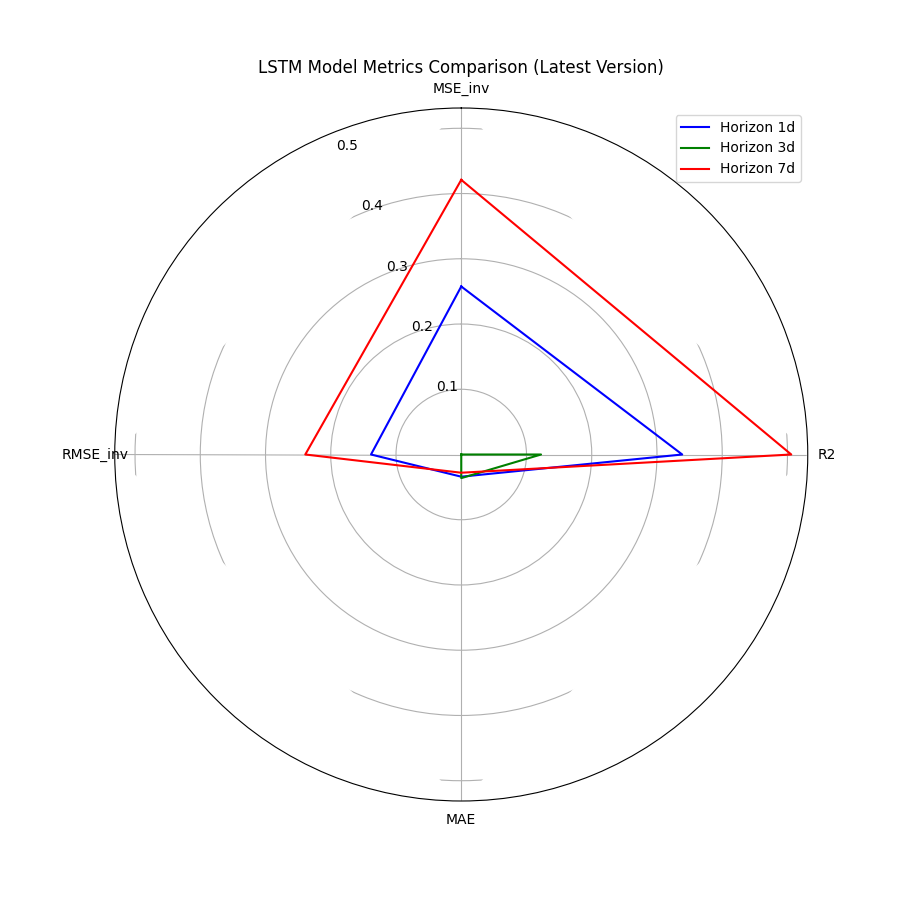 LSTM Model Metrics Comparison (Latest Version)
MSE_inv
Horizon 1d
Horizon 3d
Horizon 7d
0.5
0.4
0.3
0.2
0.1
RMSE_inv
R2
MAE